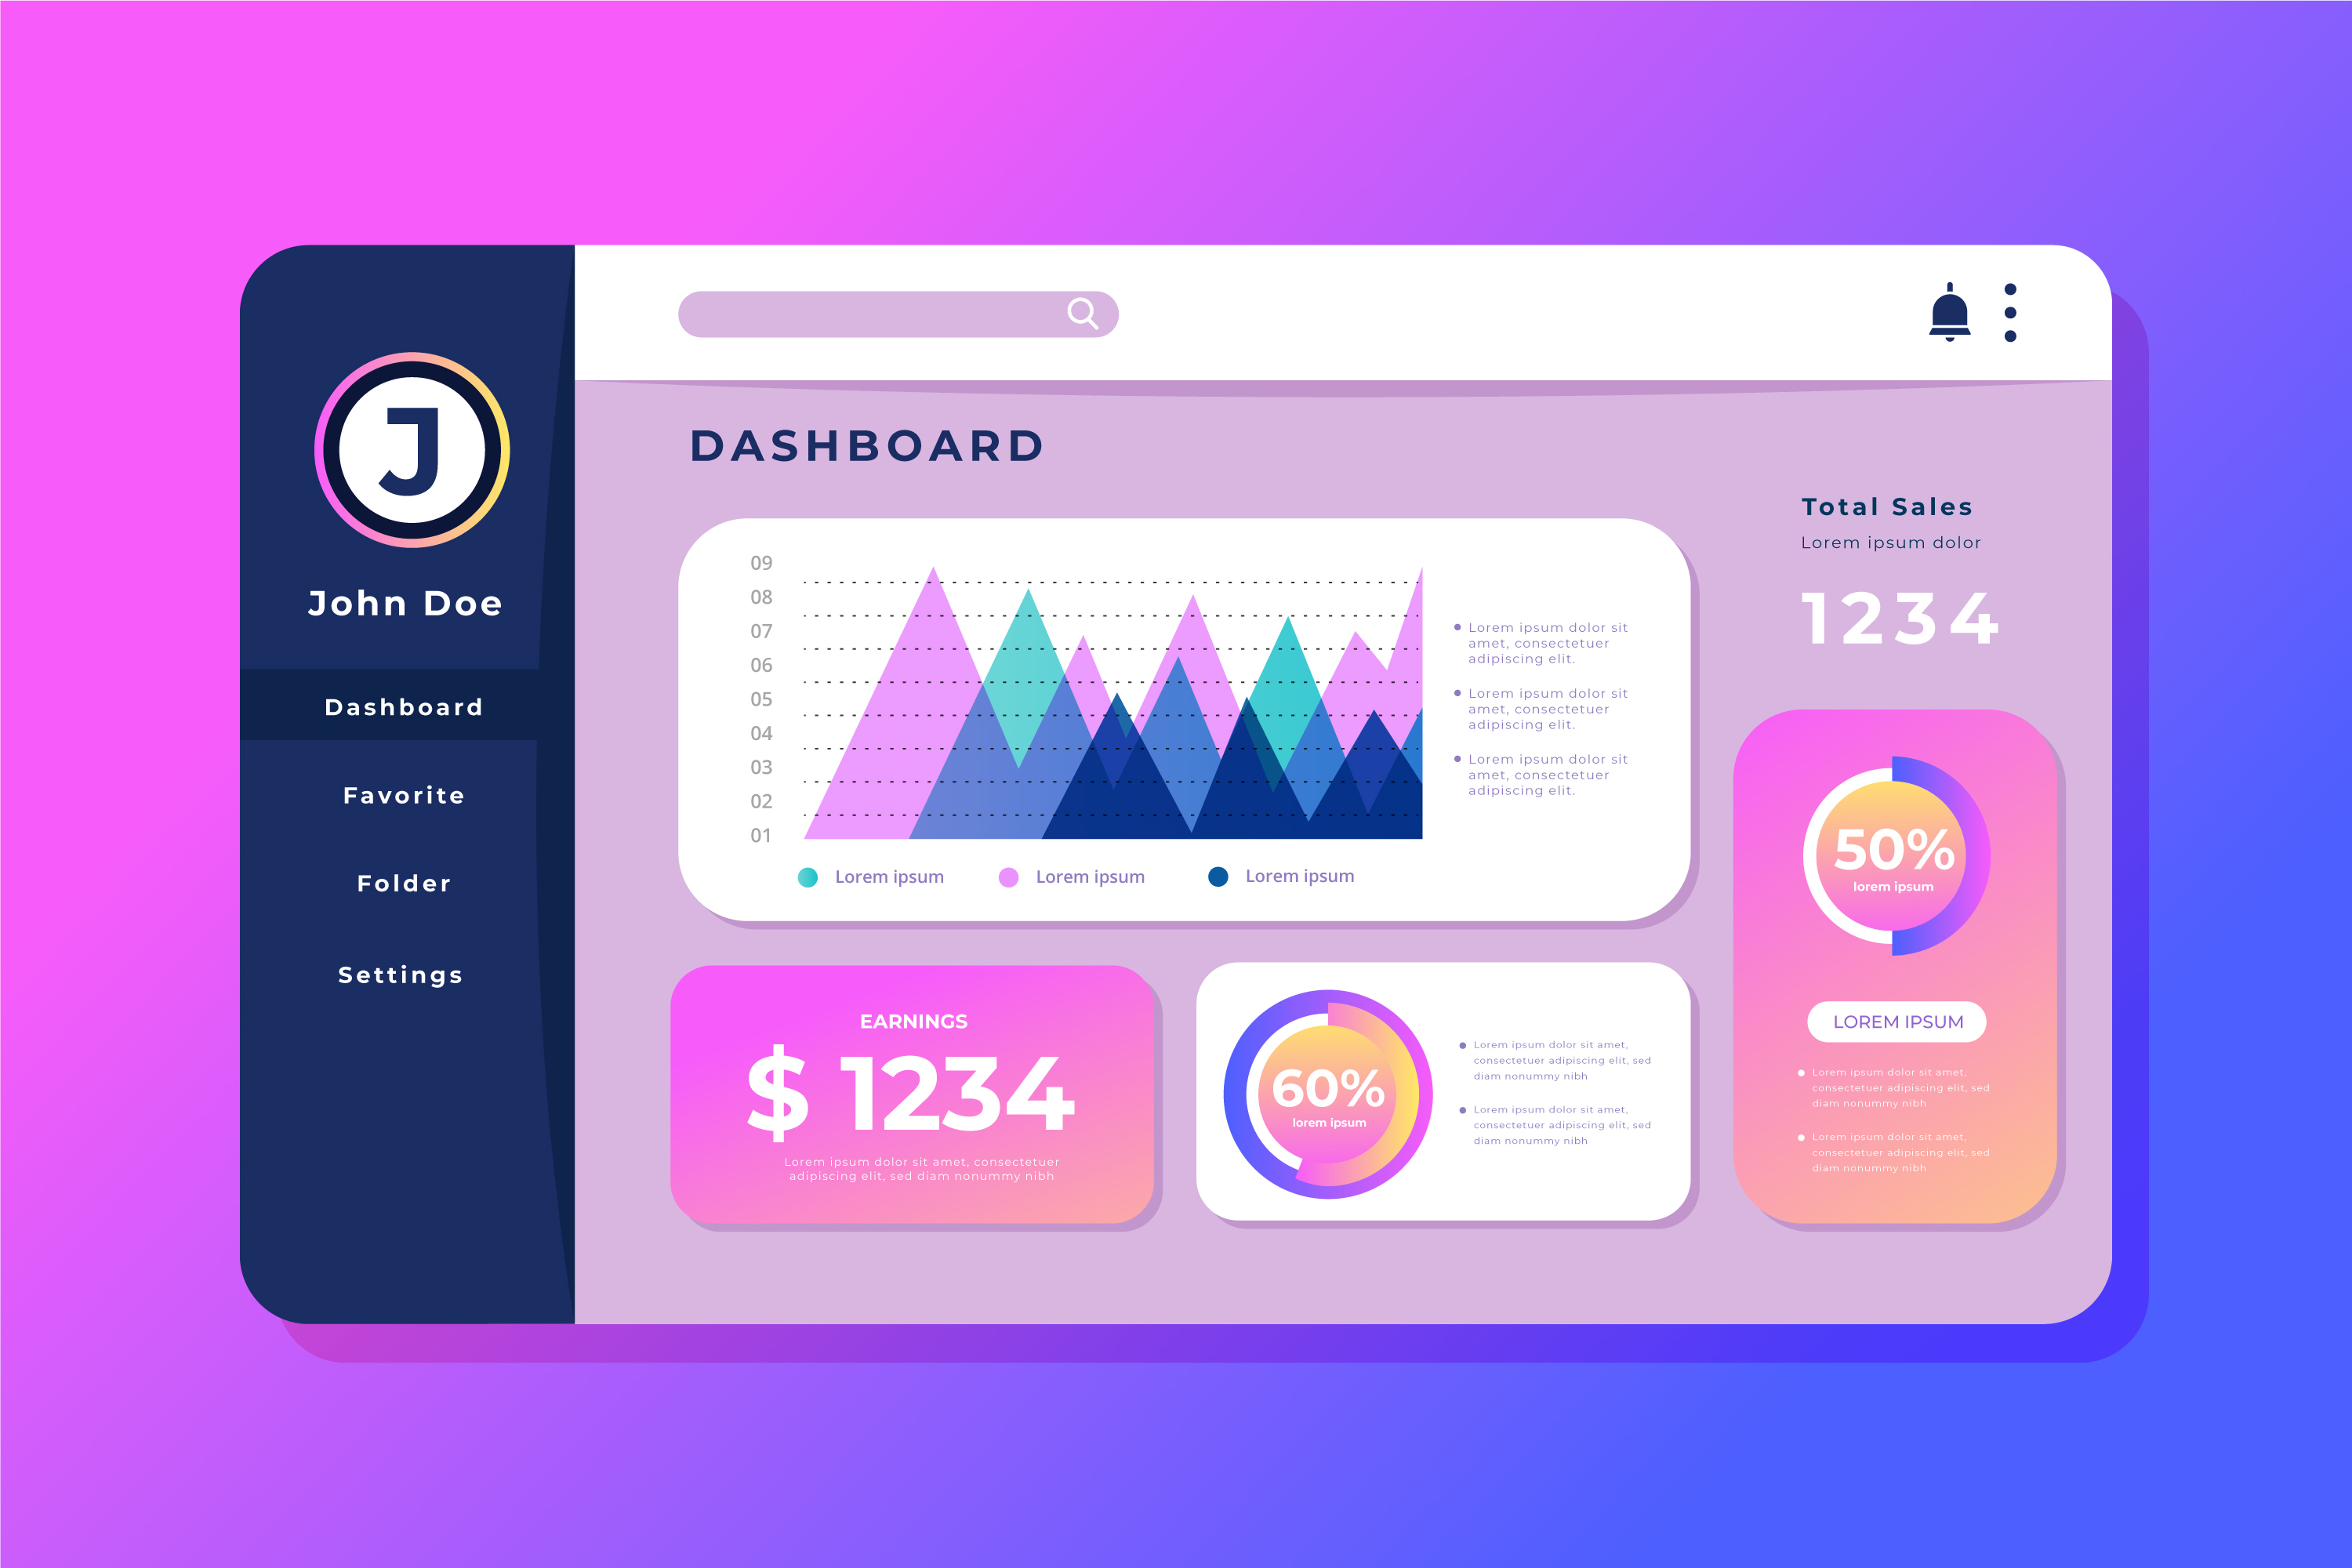 J
John Doe
Dashboard
Favorite
Folder
Settings
DASHBOARD
09
08
07
06
05
04
03
02
01
Lorem ipsum
Lorem ipsum
Lorem ipsum
Lorem ipsum dolor sit
amet, consectetuer
adipiscing elit.
Lorem ipsum dolor sit
amet, consectetuer
adipiscing elit.
Lorem ipsum dolor sit
amet, consectetuer
adipiscing elit.
Total Sales
Lorem ipsum dolor
1234
EARNINGS
$ 1234
Lorem ipsum dolor sit amet, consectetuer
adipiscing elit, sed diam nonummy nibh
60%
lorem ipsum
Lorem ipsum dolor sit amet,
consectetuer adipiscing elit, sed
diam nonummy nibh
Lorem ipsum dolor sit amet,
consectetuer adipiscing elit, sed
diam nonummy nibh
50%
lorem ipsum
LOREM IPSUM
Lorem ipsum dolor sit amet,
consectetuer adipiscing elit, sed
diam nonummy nibh
Lorem ipsum dolor sit amet,
consectetuer adipiscing elit, sed
diam nonummy nibh